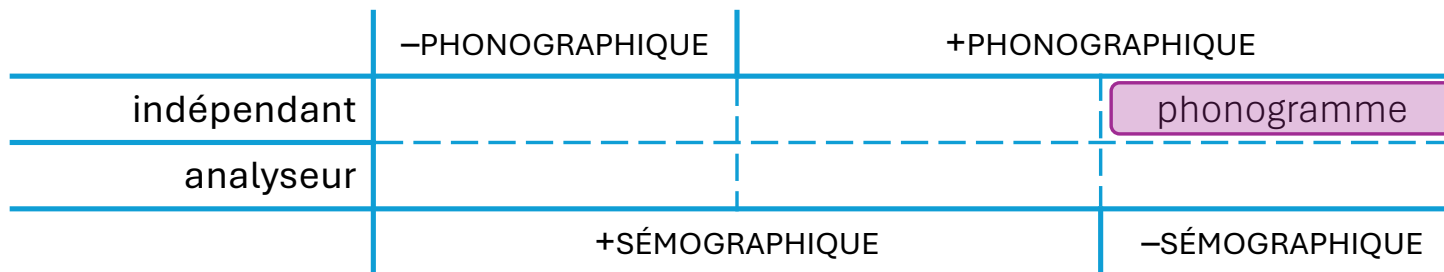 –PHONOGRAPHIQUE +PHONOGRAPHIQUE
indépendant phonogramme
analyseur
+SÉMOGRAPHIQUE –SÉMOGRAPHIQUE